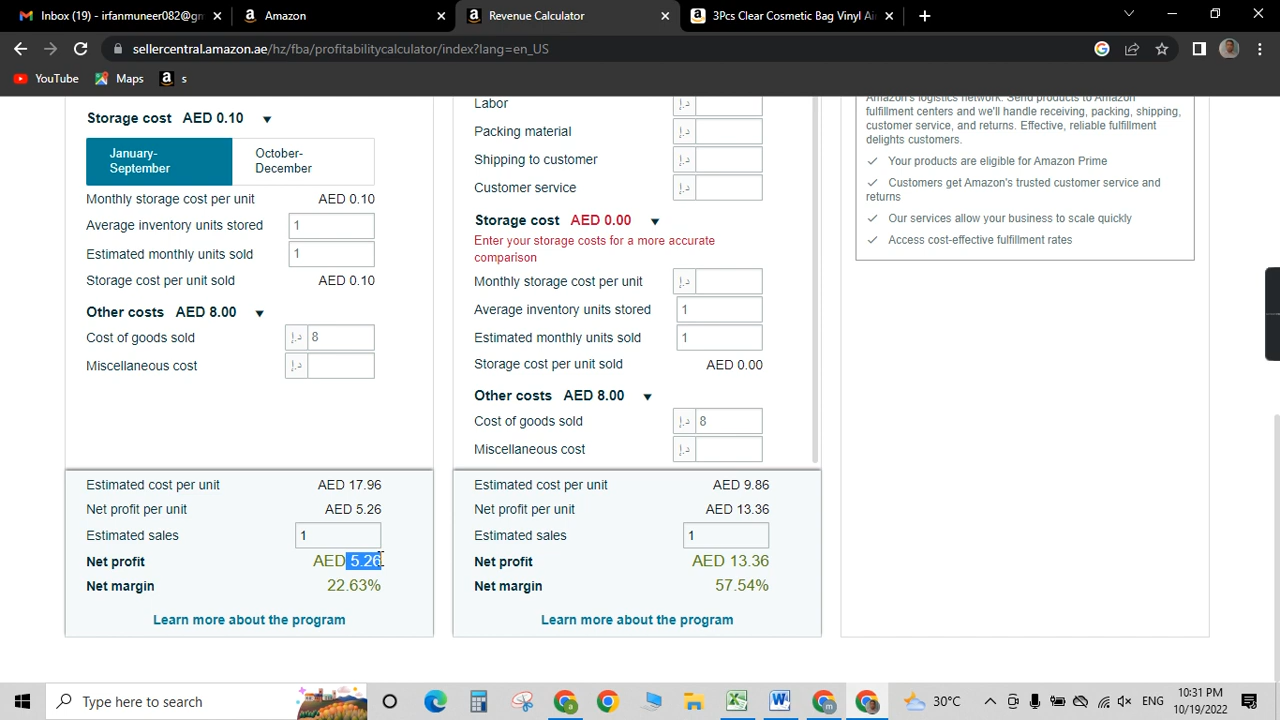 Inbox (19) - irfanmuneer082@gm
Amazon
Revenue Calculator
3Pcs Clear Cosmetic Bag Vinyl Air
sellercentral.amazon.ae/hz/fba/profitabilitycalculator/index?lang=en_US
YouTube
Maps
s
Storage cost AED 0.10
January-
September
October-
December
Monthly storage cost per unit AED 0.10
Average inventory units stored 1
Estimated monthly units sold 1
Storage cost per unit sold AED 0.10
Other costs AED 8.00
Cost of goods sold د.إ 8
Miscellaneous cost د.إ
Estimated cost per unit AED 17.96
Net profit per unit AED 5.26
Estimated sales 1
Net profit AED 5.26
Net margin 22.63%
Learn more about the program
Labor د.إ
Packing material د.إ
Shipping to customer د.إ
Customer service د.إ
Storage cost AED 0.00
Enter your storage costs for a more accurate
comparison
Monthly storage cost per unit د.إ
Average inventory units stored 1
Estimated monthly units sold 1
Storage cost per unit sold AED 0.00
Other costs AED 8.00
Cost of goods sold د.إ 8
Miscellaneous cost د.إ
Estimated cost per unit AED 9.86
Net profit per unit AED 13.36
Estimated sales 1
Net profit AED 13.36
Net margin 57.54%
Learn more about the program
Amazon's logistics network. Send products to Amazon
fulfillment centers and we'll handle receiving, packing, shipping,
customer service, and returns. Effective, reliable fulfillment
delights customers.
Your products are eligible for Amazon Prime
Customers get Amazon's trusted customer service and
returns
Our services allow your business to scale quickly
Access cost-effective fulfillment rates
Type here to search
30°C
ENG
10:31 PM
10/19/2022